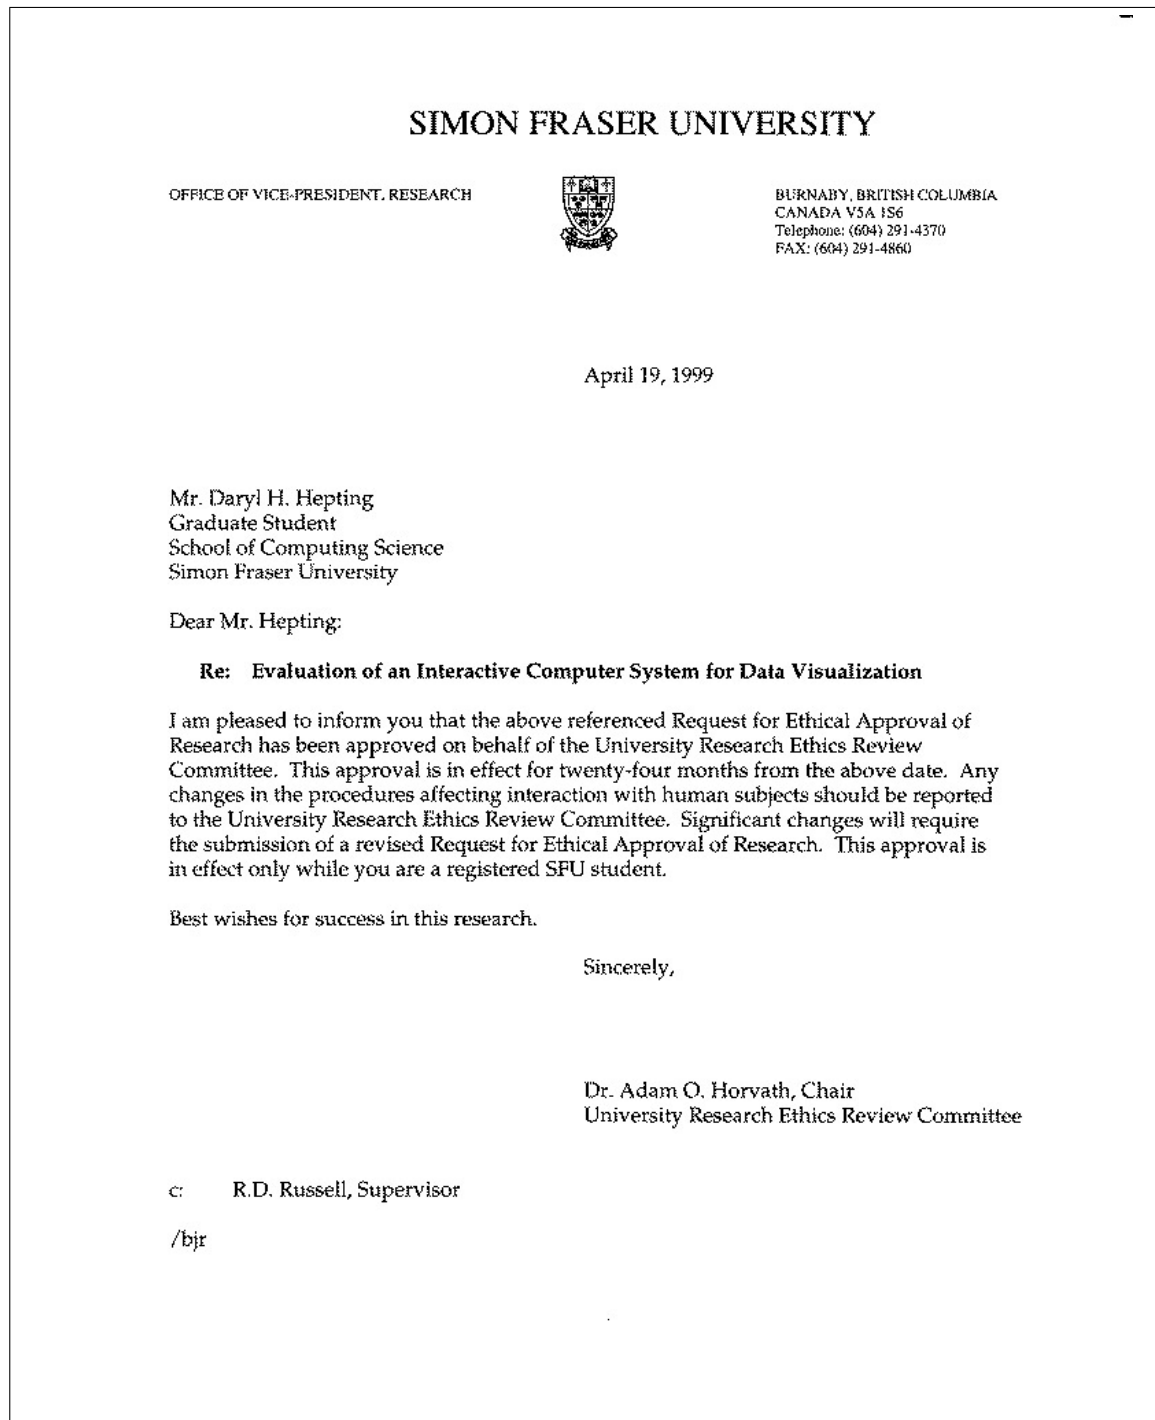 SIMON FRASER UNIVERSITY
OFFICE OF VICE-PRESIDENT, RESEARCH
BURNABY, BRITISH COLUMBIA
CANADA V5A 1S6
Telephone: (604) 291-4370
FAX: (604) 291-4860
April 19, 1999
Mr. Daryl H. Hepting
Graduate Student
School of Computing Science
Simon Fraser University
Dear Mr. Hepting:
Re: Evaluation of an Interactive Computer System for Data Visualization
I am pleased to inform you that the above referenced Request for Ethical Approval of
Research has been approved on behalf of the University Research Ethics Review
Committee. This approval is in effect for twenty-four months from the above date. Any
changes in the procedures affecting interaction with human subjects should be reported
to the University Research Ethics Review Committee. Significant changes will require
the submission of a revised Request for Ethical Approval of Research. This approval is
in effect only while you are a registered SFU student.
Best wishes for success in this research.
Sincerely,
Dr. Adam O. Horvath, Chair
University Research Ethics Review Committee
c: R.D. Russell, Supervisor
/bjr